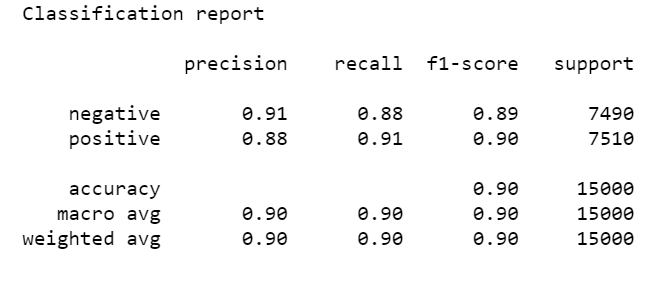 Classification report
precision recall f1-score support
negative 0.91 0.88 0.89 7490
positive 0.88 0.91 0.90 7510
accuracy 0.90 15000
macro avg 0.90 0.90 0.90 15000
weighted avg 0.90 0.90 0.90 15000